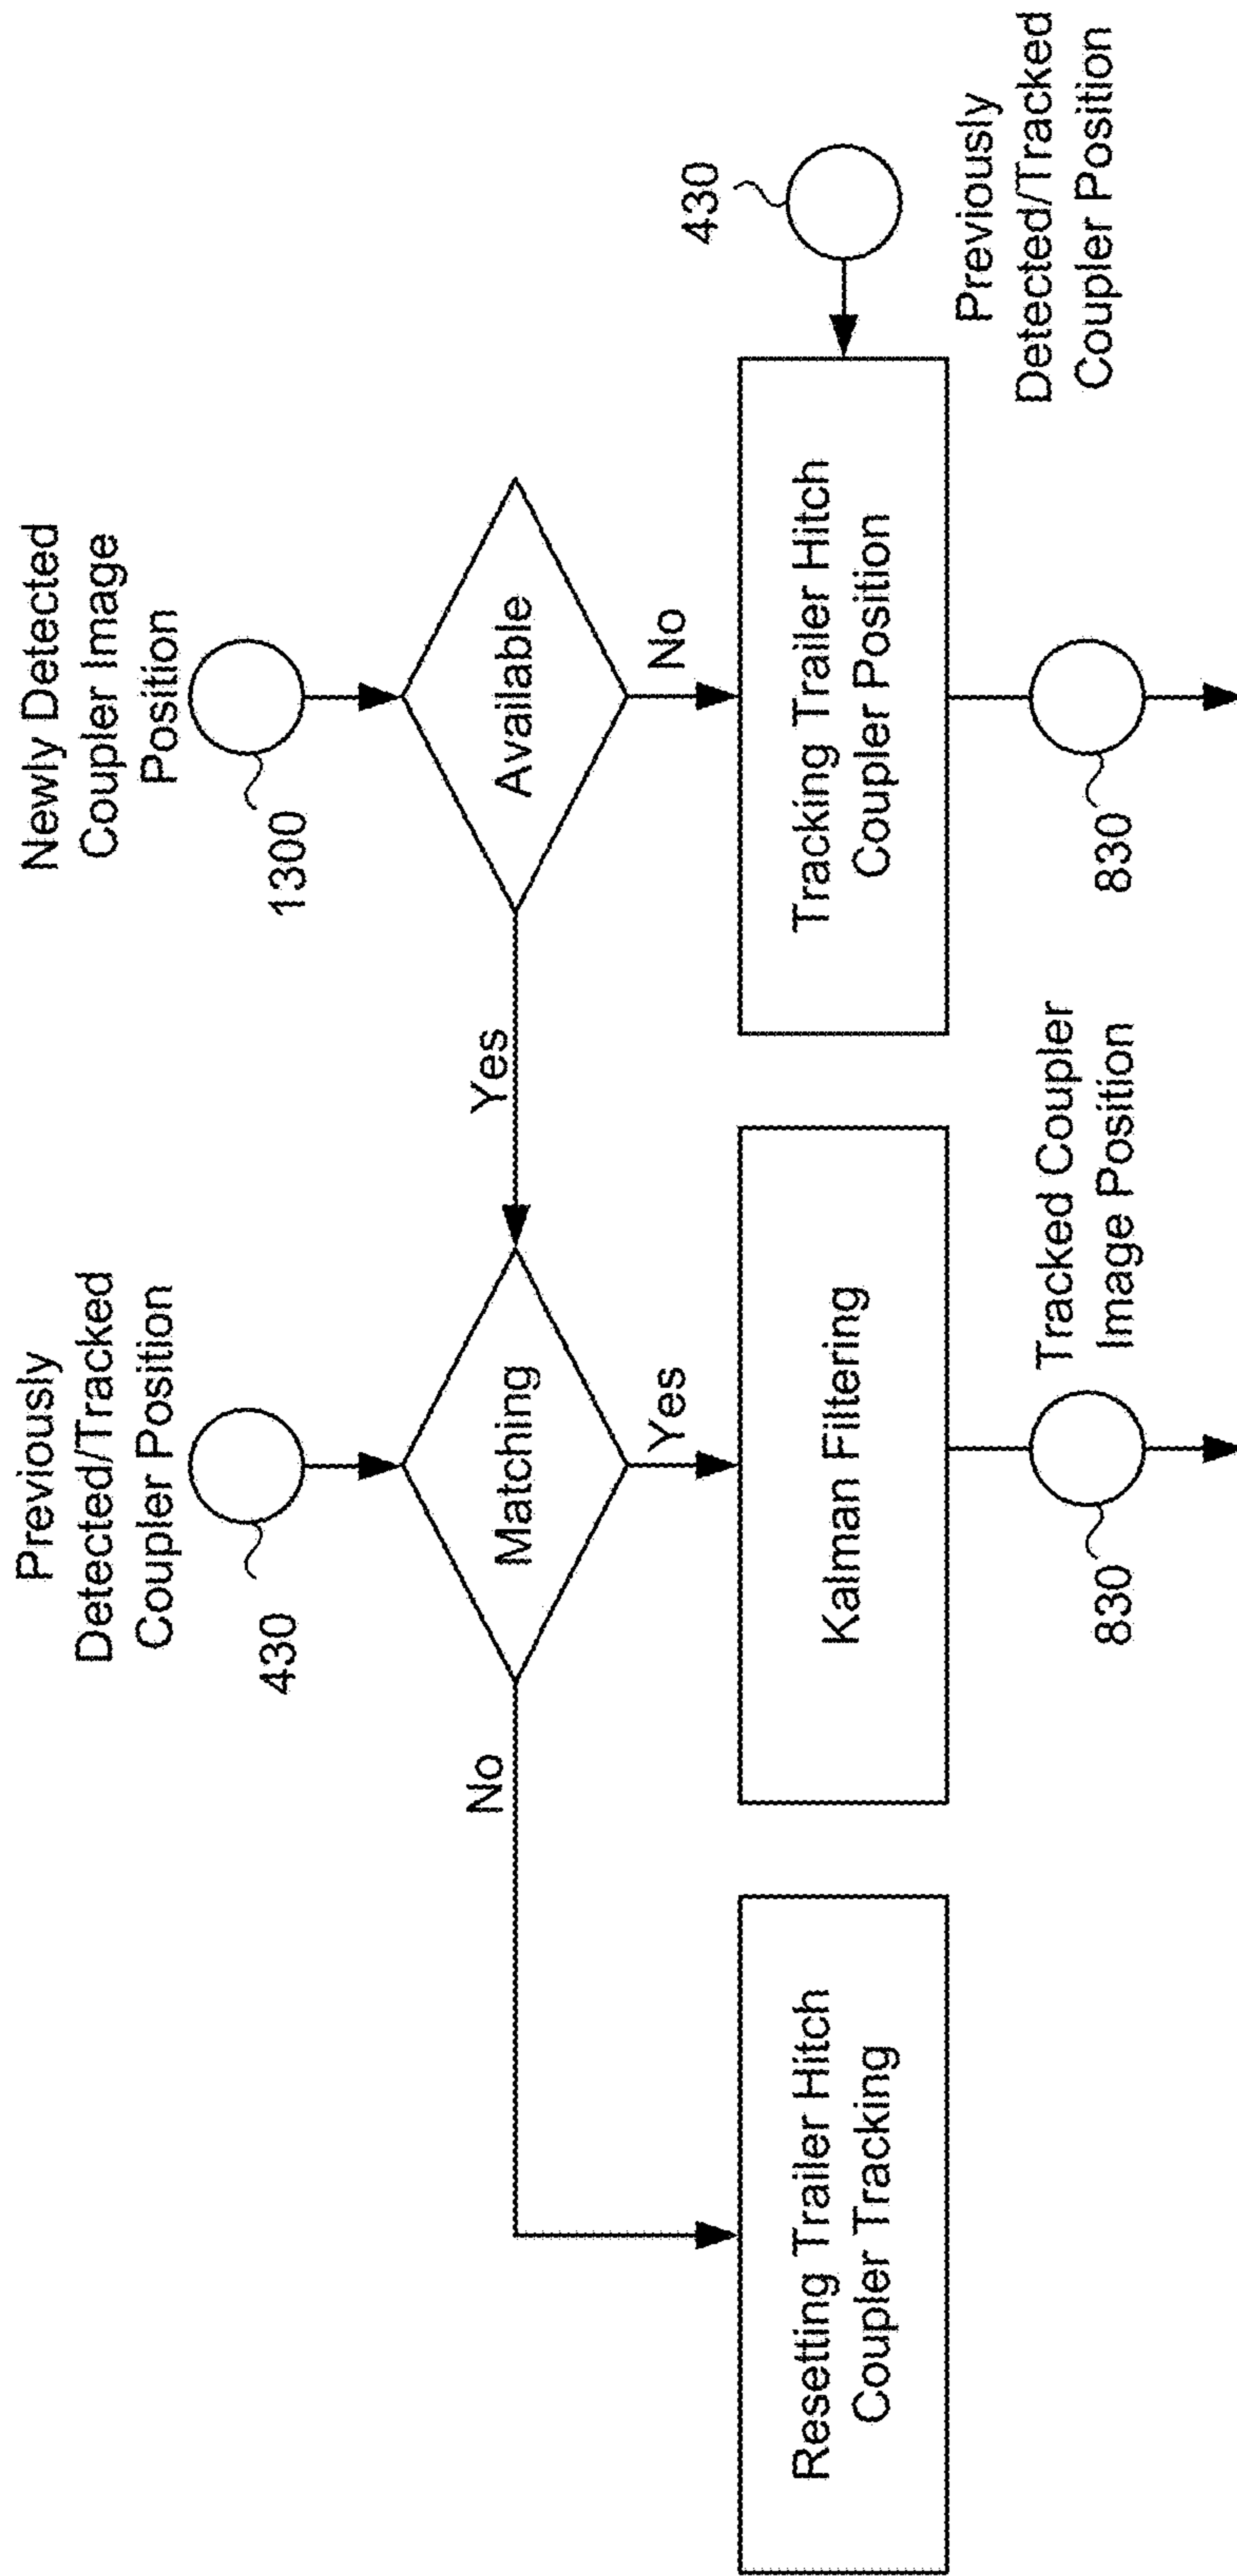 Newly Detected
Coupler Image
Position
1300
Available
Yes
No
Previously
Detected/Tracked
Coupler Position
430
Matching
No
Yes
430
Previously
Detected/Tracked
Coupler Position
Resetting Trailer Hitch
Coupler Tracking
Kalman Filtering
Tracking Trailer Hitch
Coupler Position
830
Tracked Coupler
Image Position
830